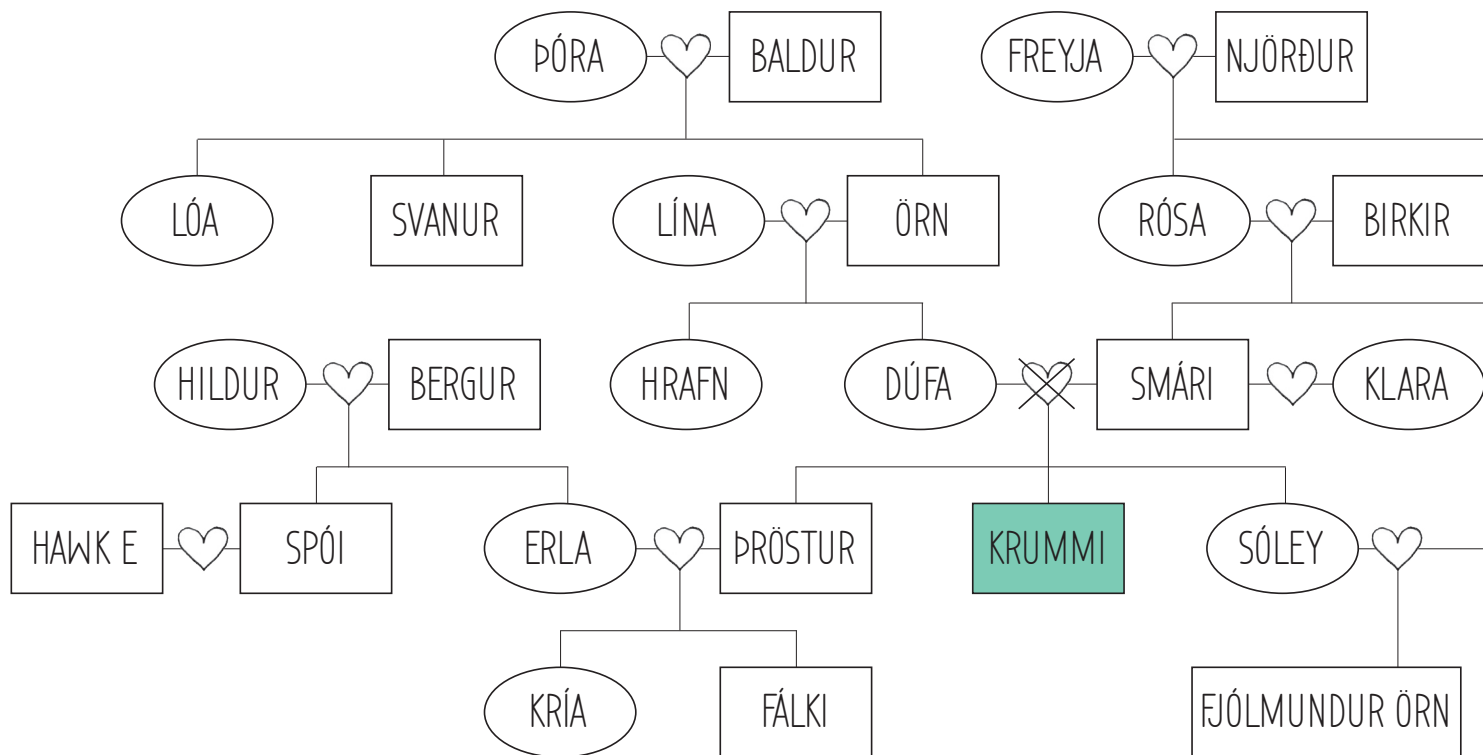 ÞÓRA
BALDUR
FREYJA
NJÖRÐUR
LÓA
SVANUR
LÍNA
ÖRN
RÓSA
BIRKIR
HILDUR
BERGUR
HRAFN
DÚFA
SMÁRI
KLARA
HAWK E
SPÓI
ERLA
ÞRÖSTUR
KRUMMI
SÓLEY
KRÍA
FÁLKI
FJÓLMUNDUR ÖRN